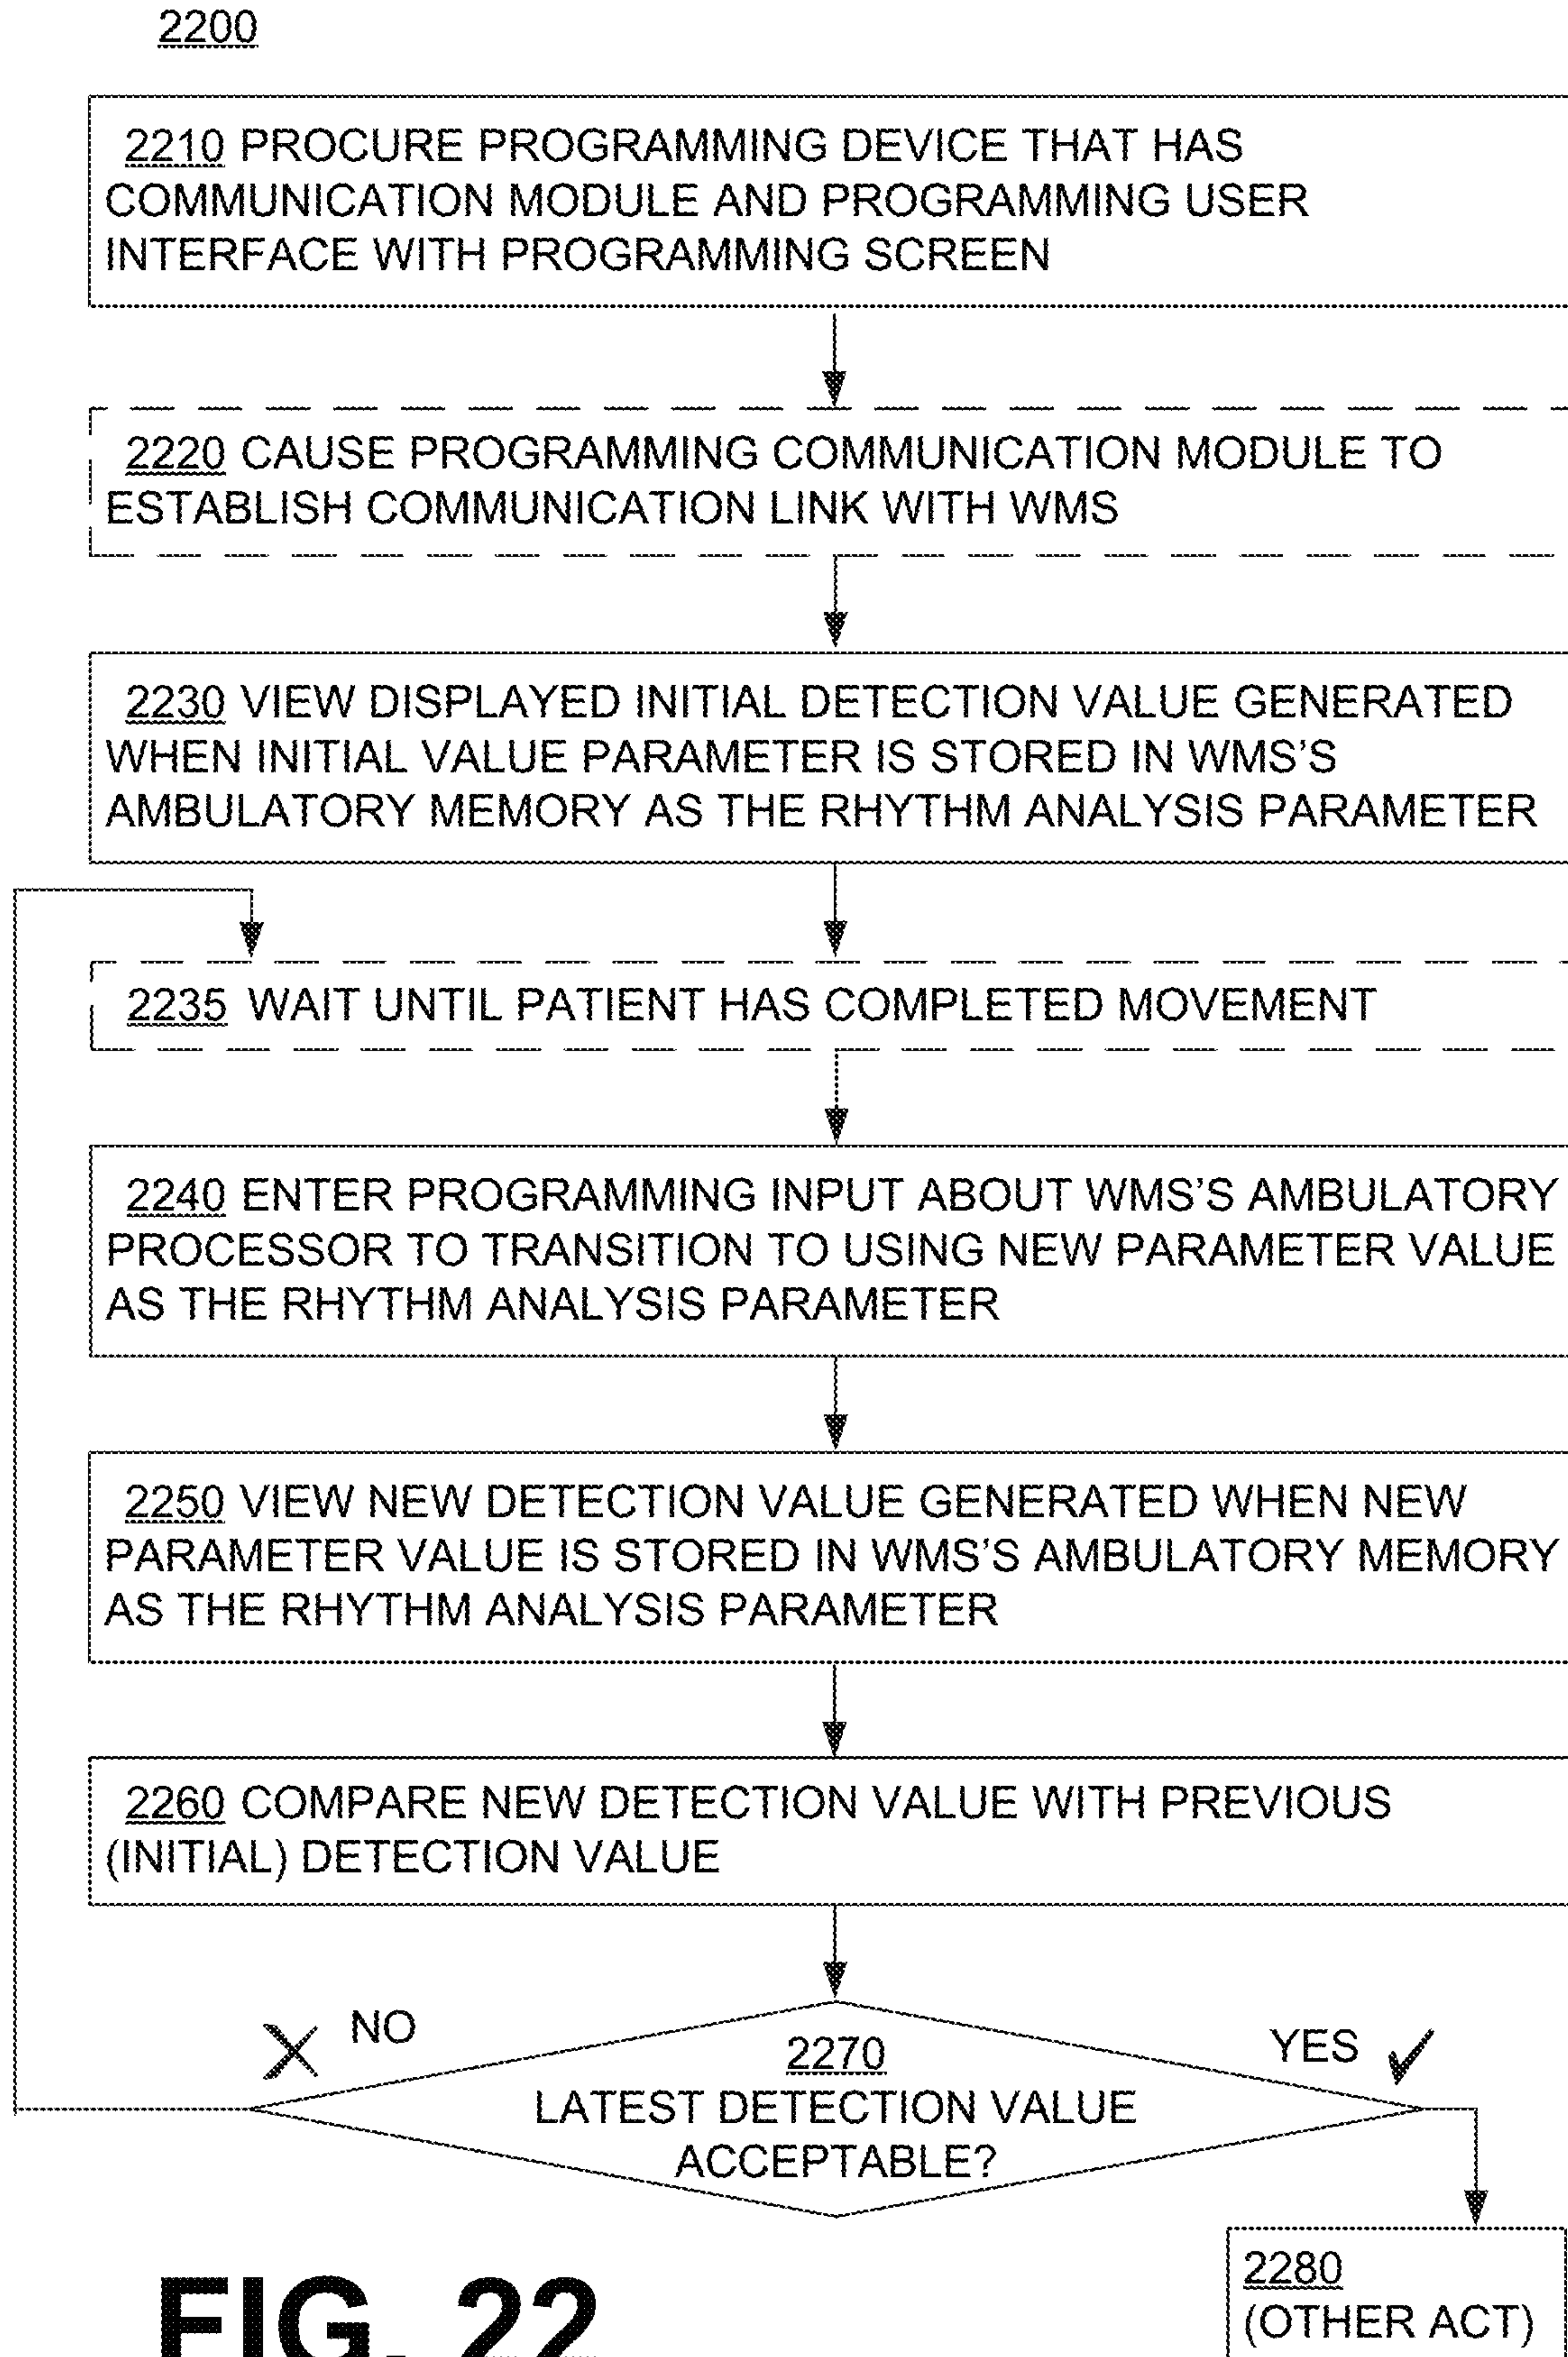 2200
2210 PROCURE PROGRAMMING DEVICE THAT HAS
COMMUNICATION MODULE AND PROGRAMMING USER
INTERFACE WITH PROGRAMMING SCREEN
2220 CAUSE PROGRAMMING COMMUNICATION MODULE TO
ESTABLISH COMMUNICATION LINK WITH WMS
2230 VIEW DISPLAYED INITIAL DETECTION VALUE GENERATED
WHEN INITIAL VALUE PARAMETER IS STORED IN WMS'S
AMBULATORY MEMORY AS THE RHYTHM ANALYSIS PARAMETER
2235 WAIT UNTIL PATIENT HAS COMPLETED MOVEMENT
2240 ENTER PROGRAMMING INPUT ABOUT WMS'S AMBULATORY
PROCESSOR TO TRANSITION TO USING NEW PARAMETER VALUE
AS THE RHYTHM ANALYSIS PARAMETER
2250 VIEW NEW DETECTION VALUE GENERATED WHEN NEW
PARAMETER VALUE IS STORED IN WMS'S AMBULATORY MEMORY
AS THE RHYTHM ANALYSIS PARAMETER
2260 COMPARE NEW DETECTION VALUE WITH PREVIOUS
(INITIAL) DETECTION VALUE
NO
YES
2270
LATEST DETECTION VALUE
ACCEPTABLE?
2280
(OTHER ACT)
FIG. 22